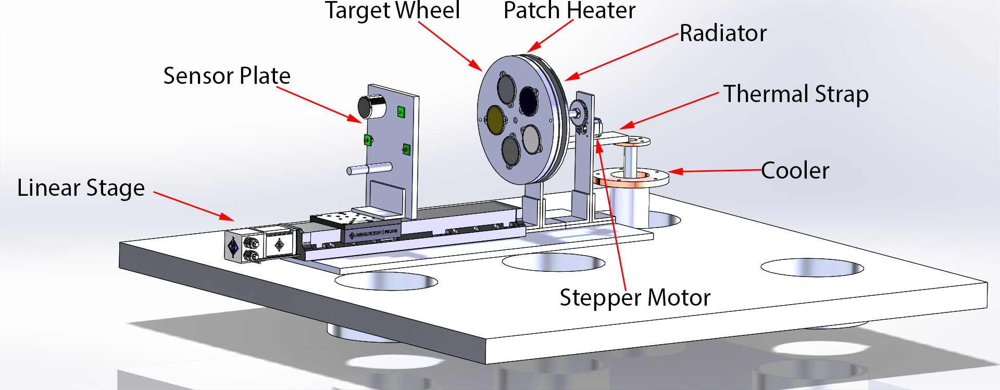 Target Wheel
Patch Heater
Radiator
Sensor Plate
Thermal Strap
Cooler
Linear Stage
Stepper Motor